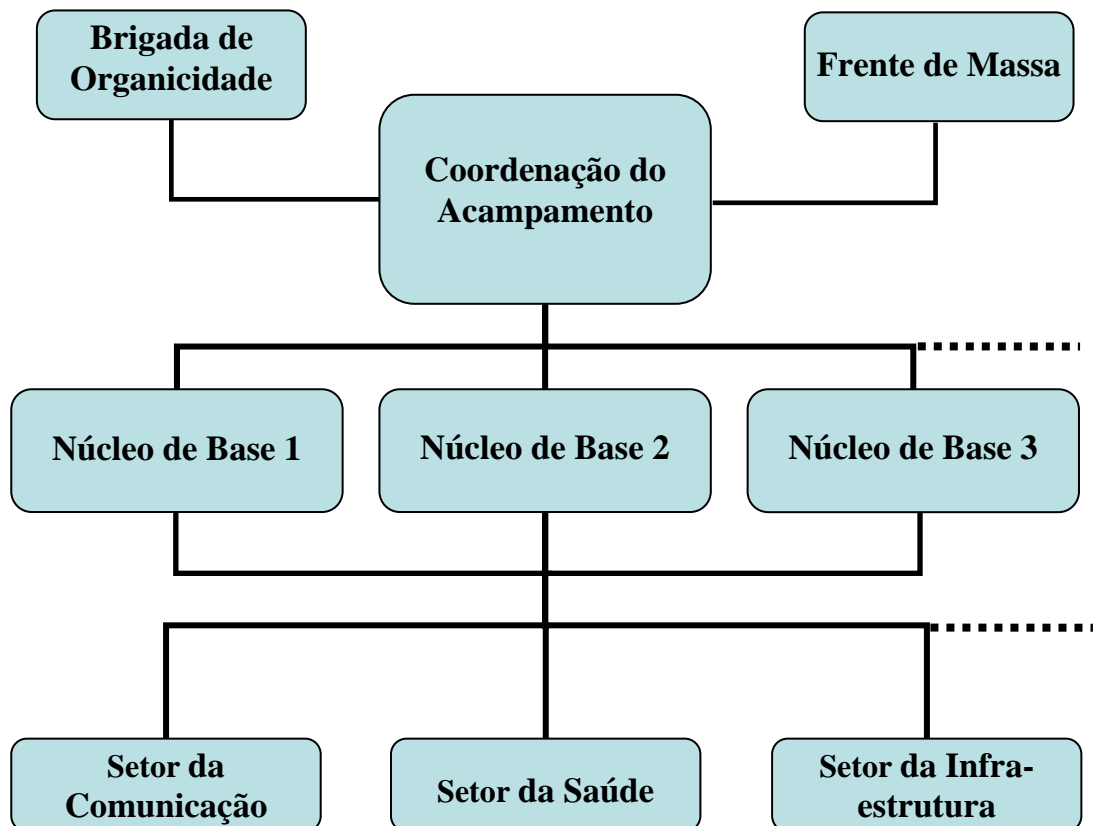 Brigada de
Organicidade
Frente de Massa
Coordenação do
Acampamento
Núcleo de Base 1
Núcleo de Base 2
Núcleo de Base 3
Setor da
Comunicação
Setor da Saúde
Setor da Infra-
estrutura